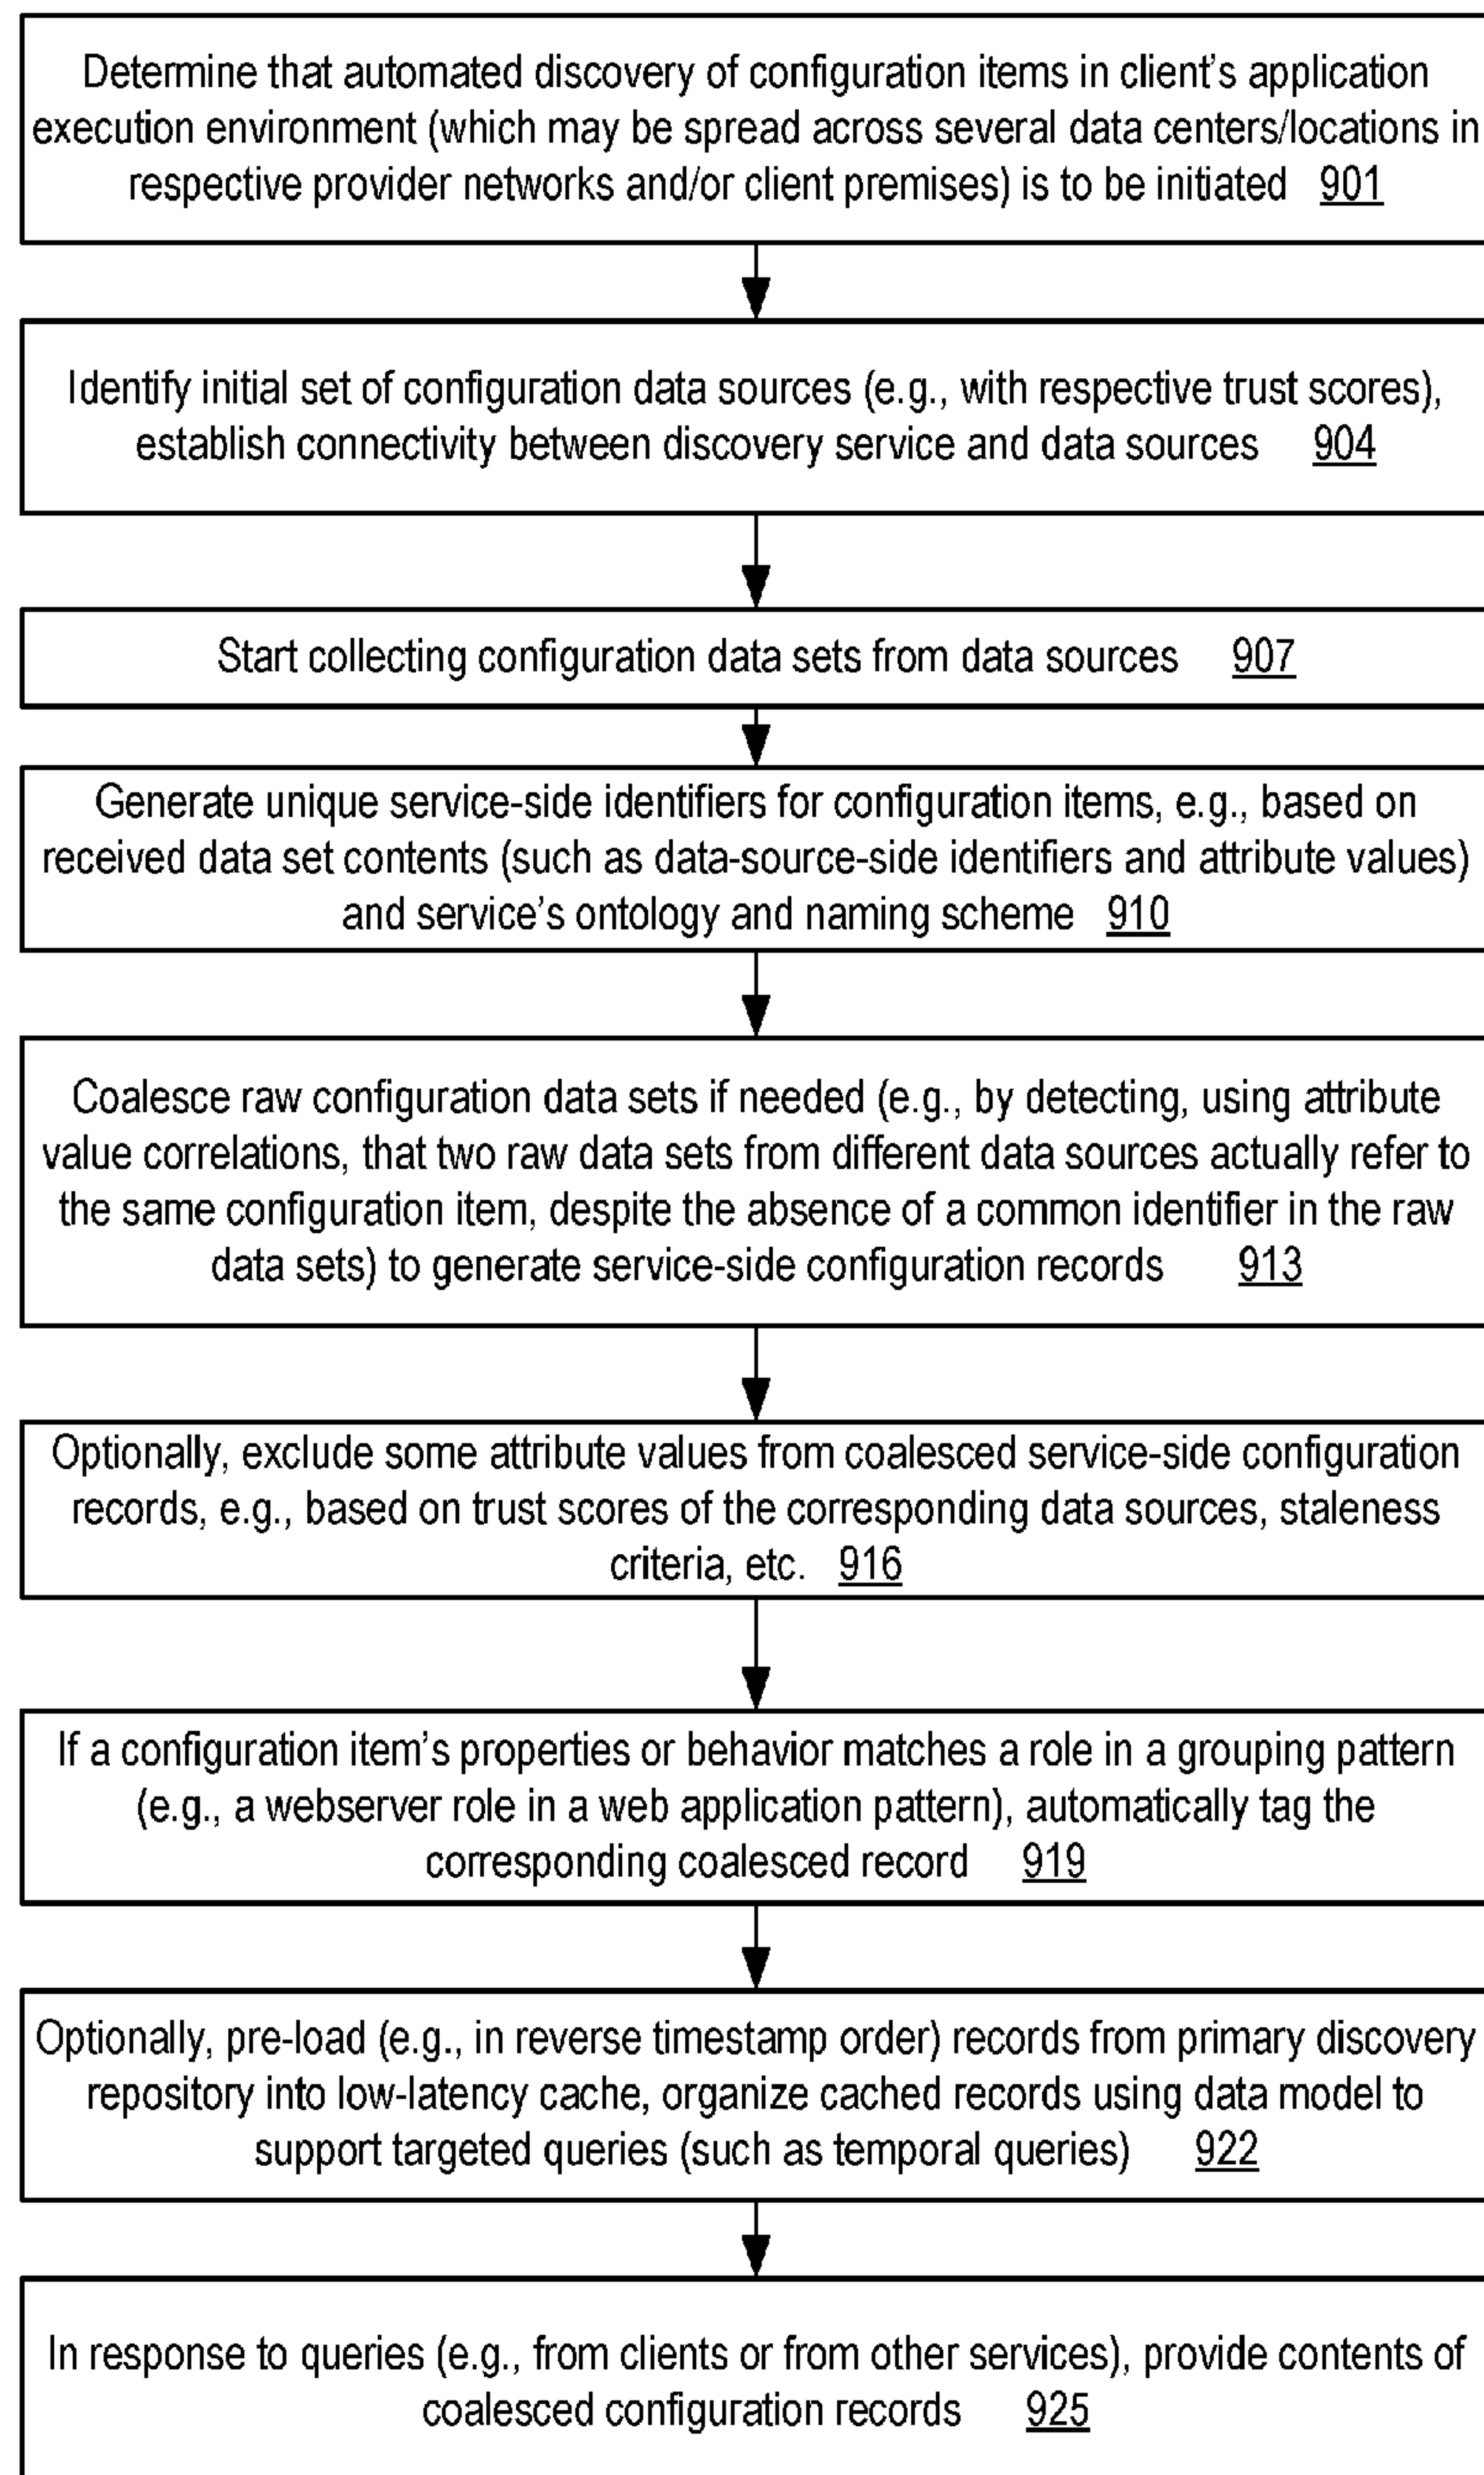 Determine that automated discovery of configuration items in client's application
execution environment (which may be spread across several data centers/locations in
respective provider networks and/or client premises) is to be initiated 901
Identify initial set of configuration data sources (e.g., with respective trust scores),
establish connectivity between discovery service and data sources 904
Start collecting configuration data sets from data sources 907
Generate unique service-side identifiers for configuration items, e.g., based on
received data set contents (such as data-source-side identifiers and attribute values)
and service's ontology and naming scheme 910
Coalesce raw configuration data sets if needed (e.g., by detecting, using attribute
value correlations, that two raw data sets from different data sources actually refer to
the same configuration item, despite the absence of a common identifier in the raw
data sets) to generate service-side configuration records 913
Optionally, exclude some attribute values from coalesced service-side configuration
records, e.g., based on trust scores of the corresponding data sources, staleness
criteria, etc. 916
If a configuration item's properties or behavior matches a role in a grouping pattern
(e.g., a webserver role in a web application pattern), automatically tag the
corresponding coalesced record 919
Optionally, pre-load (e.g., in reverse timestamp order) records from primary discovery
repository into low-latency cache, organize cached records using data model to
support targeted queries (such as temporal queries) 922
In response to queries (e.g., from clients or from other services), provide contents of
coalesced configuration records 925